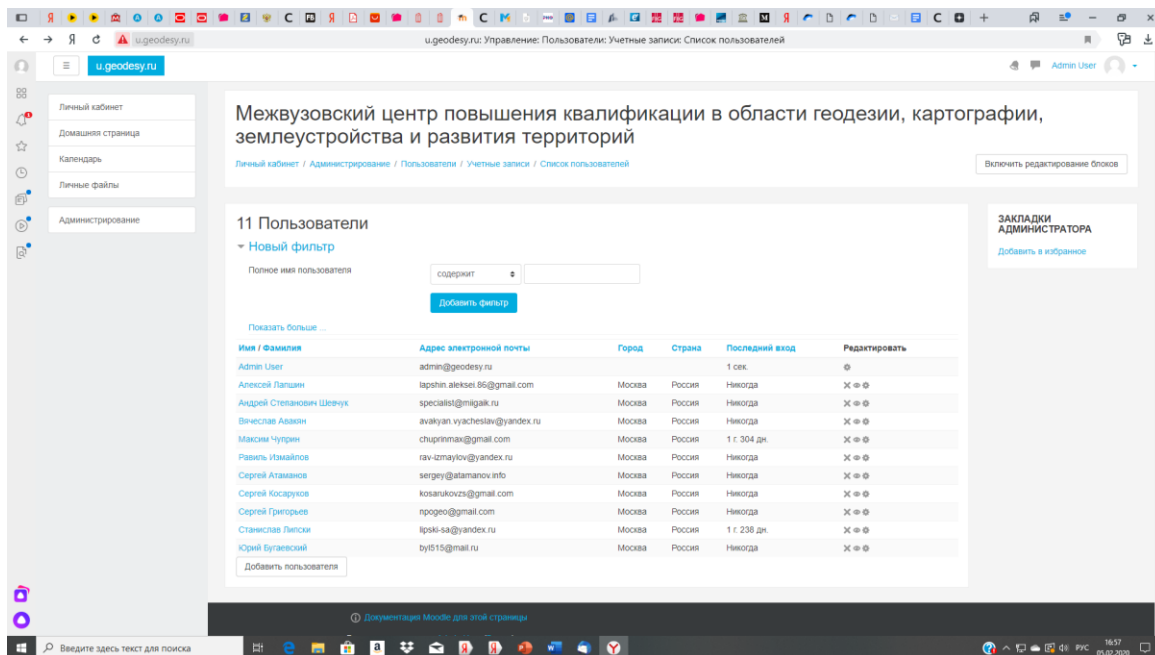 u.geodesy.ru
u.geodesy.ru: Управление: Пользователи: Учетные записи: Список пользователей
u.geodesy.ru
Admin User
Личный кабинет
Домашняя страница
Календарь
Личные файлы
Администрирование
Межвузовский центр повышения квалификации в области геодезии, картографии,
землеустройства и развития территорий
Личный кабинет / Администрирование / Пользователи / Учетные записи / Список пользователей
Включить редактирование блоков
11 Пользователи
Новый фильтр
Полное имя пользователя
содержит
Добавить фильтр
Показать больше ...
ЗАКЛАДКИ
АДМИНИСТРАТОРА
Добавить в избранное
Имя / Фамилия Адрес электронной почты Город Страна Последний вход Редактировать
Admin User admin@geodesy.ru 1 сек.
Алексей Лапшин lapshin.aleksei.86@gmail.com Москва Россия Никогда
Андрей Степанович Шевчук specialist@miigaik.ru Москва Россия Никогда
Вячеслав Авакян avakyan.vyacheslav@yandex.ru Москва Россия Никогда
Максим Чуприн chuprinmax@gmail.com Москва Россия 1 г. 304 дн.
Равиль Измайлов rav-izmaylov@yandex.ru Москва Россия Никогда
Сергей Атаманов sergey@atamanov.info Москва Россия Никогда
Сергей Косаруков kosarukovzs@gmail.com Москва Россия Никогда
Сергей Григорьев npogeo@gmail.com Москва Россия Никогда
Станислав Липски lipski-sa@yandex.ru Москва Россия 1 г. 238 дн.
Юрий Бугаевский byl515@mail.ru Москва Россия Никогда
Добавить пользователя
Документация Moodle для этой страницы
Введите здесь текст для поиска
РУС
16:57
05.02.2020